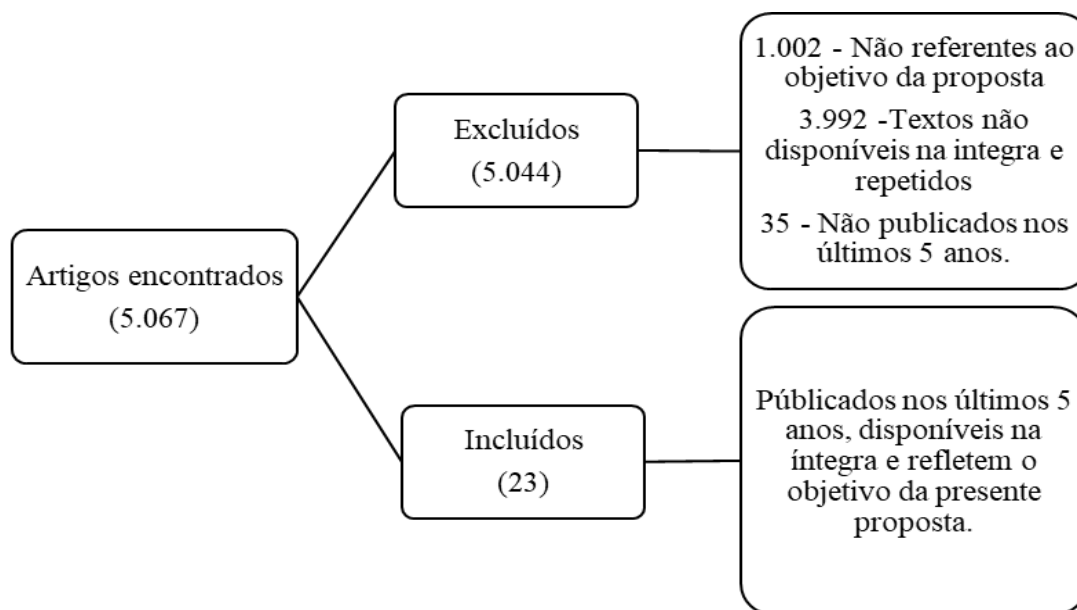 Artigos encontrados
(5.067)
Excluídos
(5.044)
1.002 - Não referentes ao
objetivo da proposta
3.992 -Textos não
disponíveis na integra e
repetidos
35 - Não publicados nos
últimos 5 anos.
Incluídos
(23)
Públicados nos últimos 5
anos, disponíveis na
íntegra e refletem o
objetivo da presente
proposta.